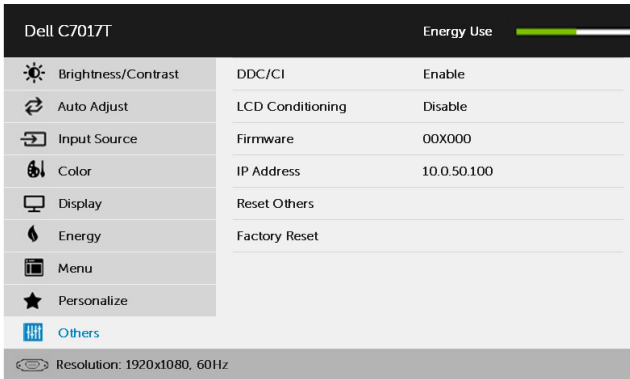 Dell C7017T
Energy Use
Brightness/Contrast
DDC/CI Enable
Auto Adjust
LCD Conditioning Disable
Input Source
Firmware 00X000
Color
IP Address 10.0.50.100
Display
Reset Others
Energy
Factory Reset
Menu
Personalize
Others
Resolution: 1920x1080, 60Hz